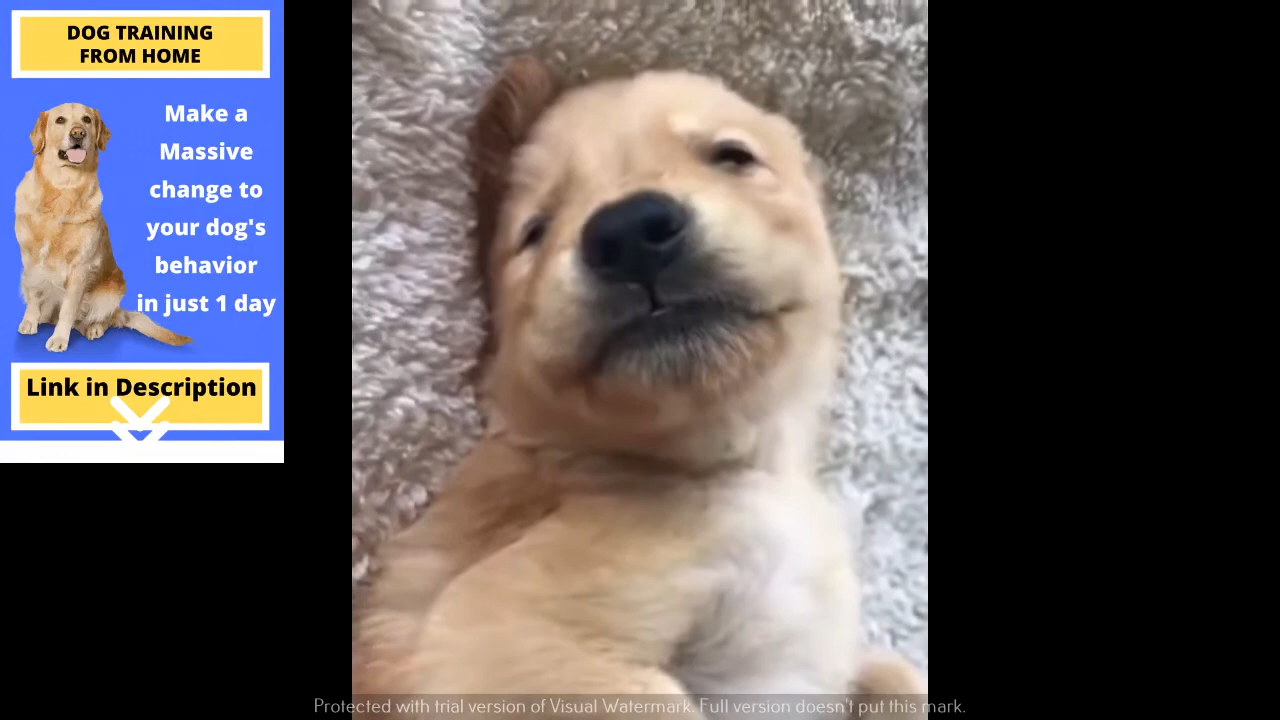 DOG TRAINING
FROM HOME
Make a
Massive
change to
your dog's
behavior
in just 1 day
Link in Description
Protected with trial version of Visual Watermark. Full version doesn't put this mark.